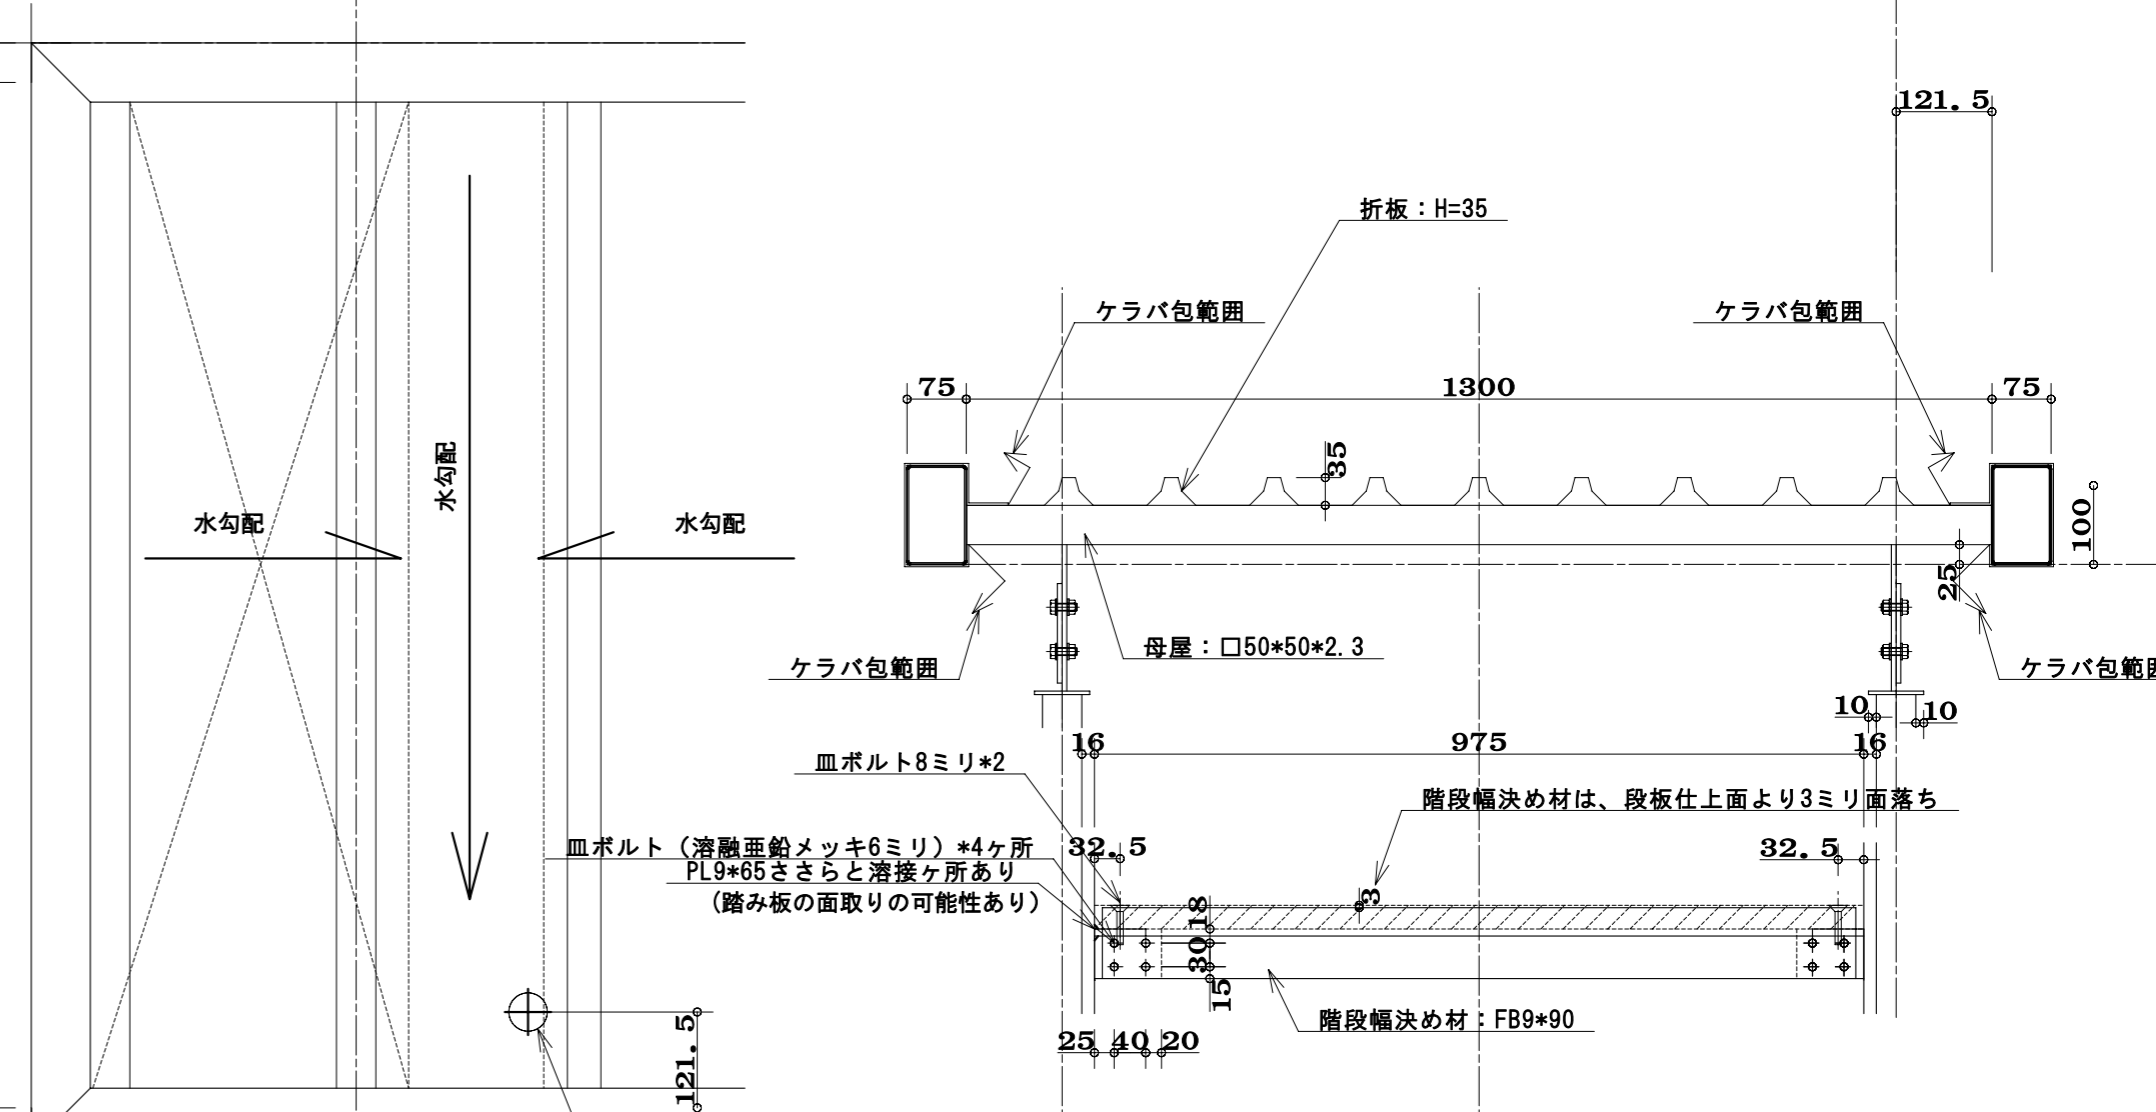 121.5
折板：H=35
ケラバ包範囲
ケラバ包範囲
75
1300
75
35
水勾配
水勾配
水勾配
100
25
母屋：□50*50*2.3
ケラバ包範囲
ケラバ包範囲
10
10
16
975
16
皿ボルト8ミリ*2
階段幅決め材は、段板仕上面より3ミリ面落ち
皿ボルト（溶融亜鉛メッキ6ミリ）*4ヶ所
32.5
32.5
PL9*65ささらと溶接ヶ所あり
（踏み板の面取りの可能性あり）
3
18
30
15
階段幅決め材：FB9*90
121.5
25
40
20